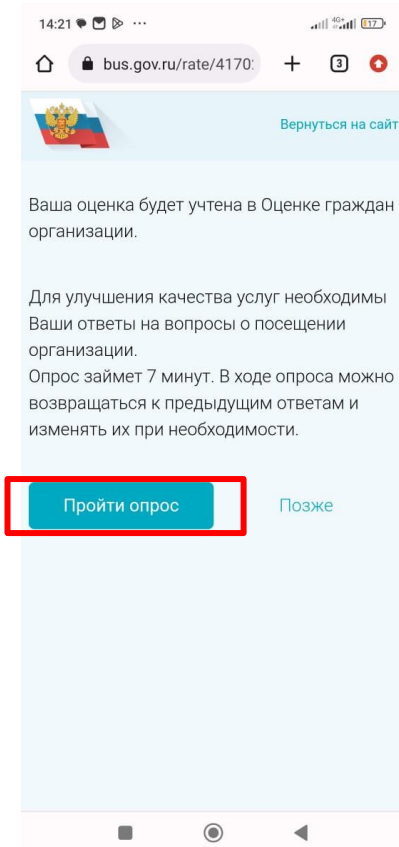 14:21 ... 4G+ 17
bus.gov.ru/rate/4170 3
Вернуться на сайт
Ваша оценка будет учтена в Оценке граждан
организации.
Для улучшения качества услуг необходимы
Ваши ответы на вопросы о посещении
организации.
Опрос займет 7 минут. В ходе опроса можно
возвращаться к предыдущим ответам и
изменять их при необходимости.
Пройти опрос Позже